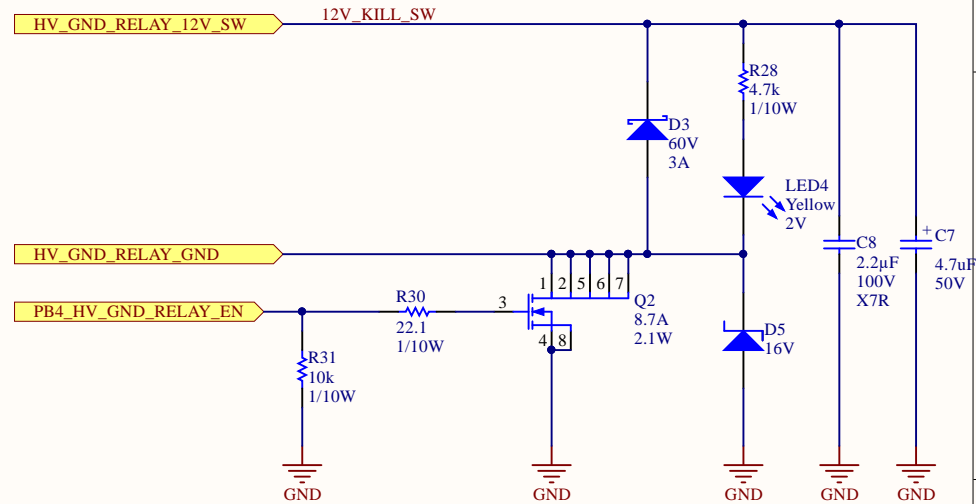 HV_GND_RELAY_12V_SW
12V_KILL_SW
R28
4.7k
1/10W
D3
60V
3A
LED4
Yellow
2V
C8
2.2µF
100V
X7R
+
C7
4.7uF
50V
HV_GND_RELAY_GND
1 2 5 6 7
Q2
8.7A
2.1W
3
4 8
PB4_HV_GND_RELAY_EN
R30
22.1
1/10W
R31
10k
1/10W
D5
16V
GND
GND
GND
GND
GND